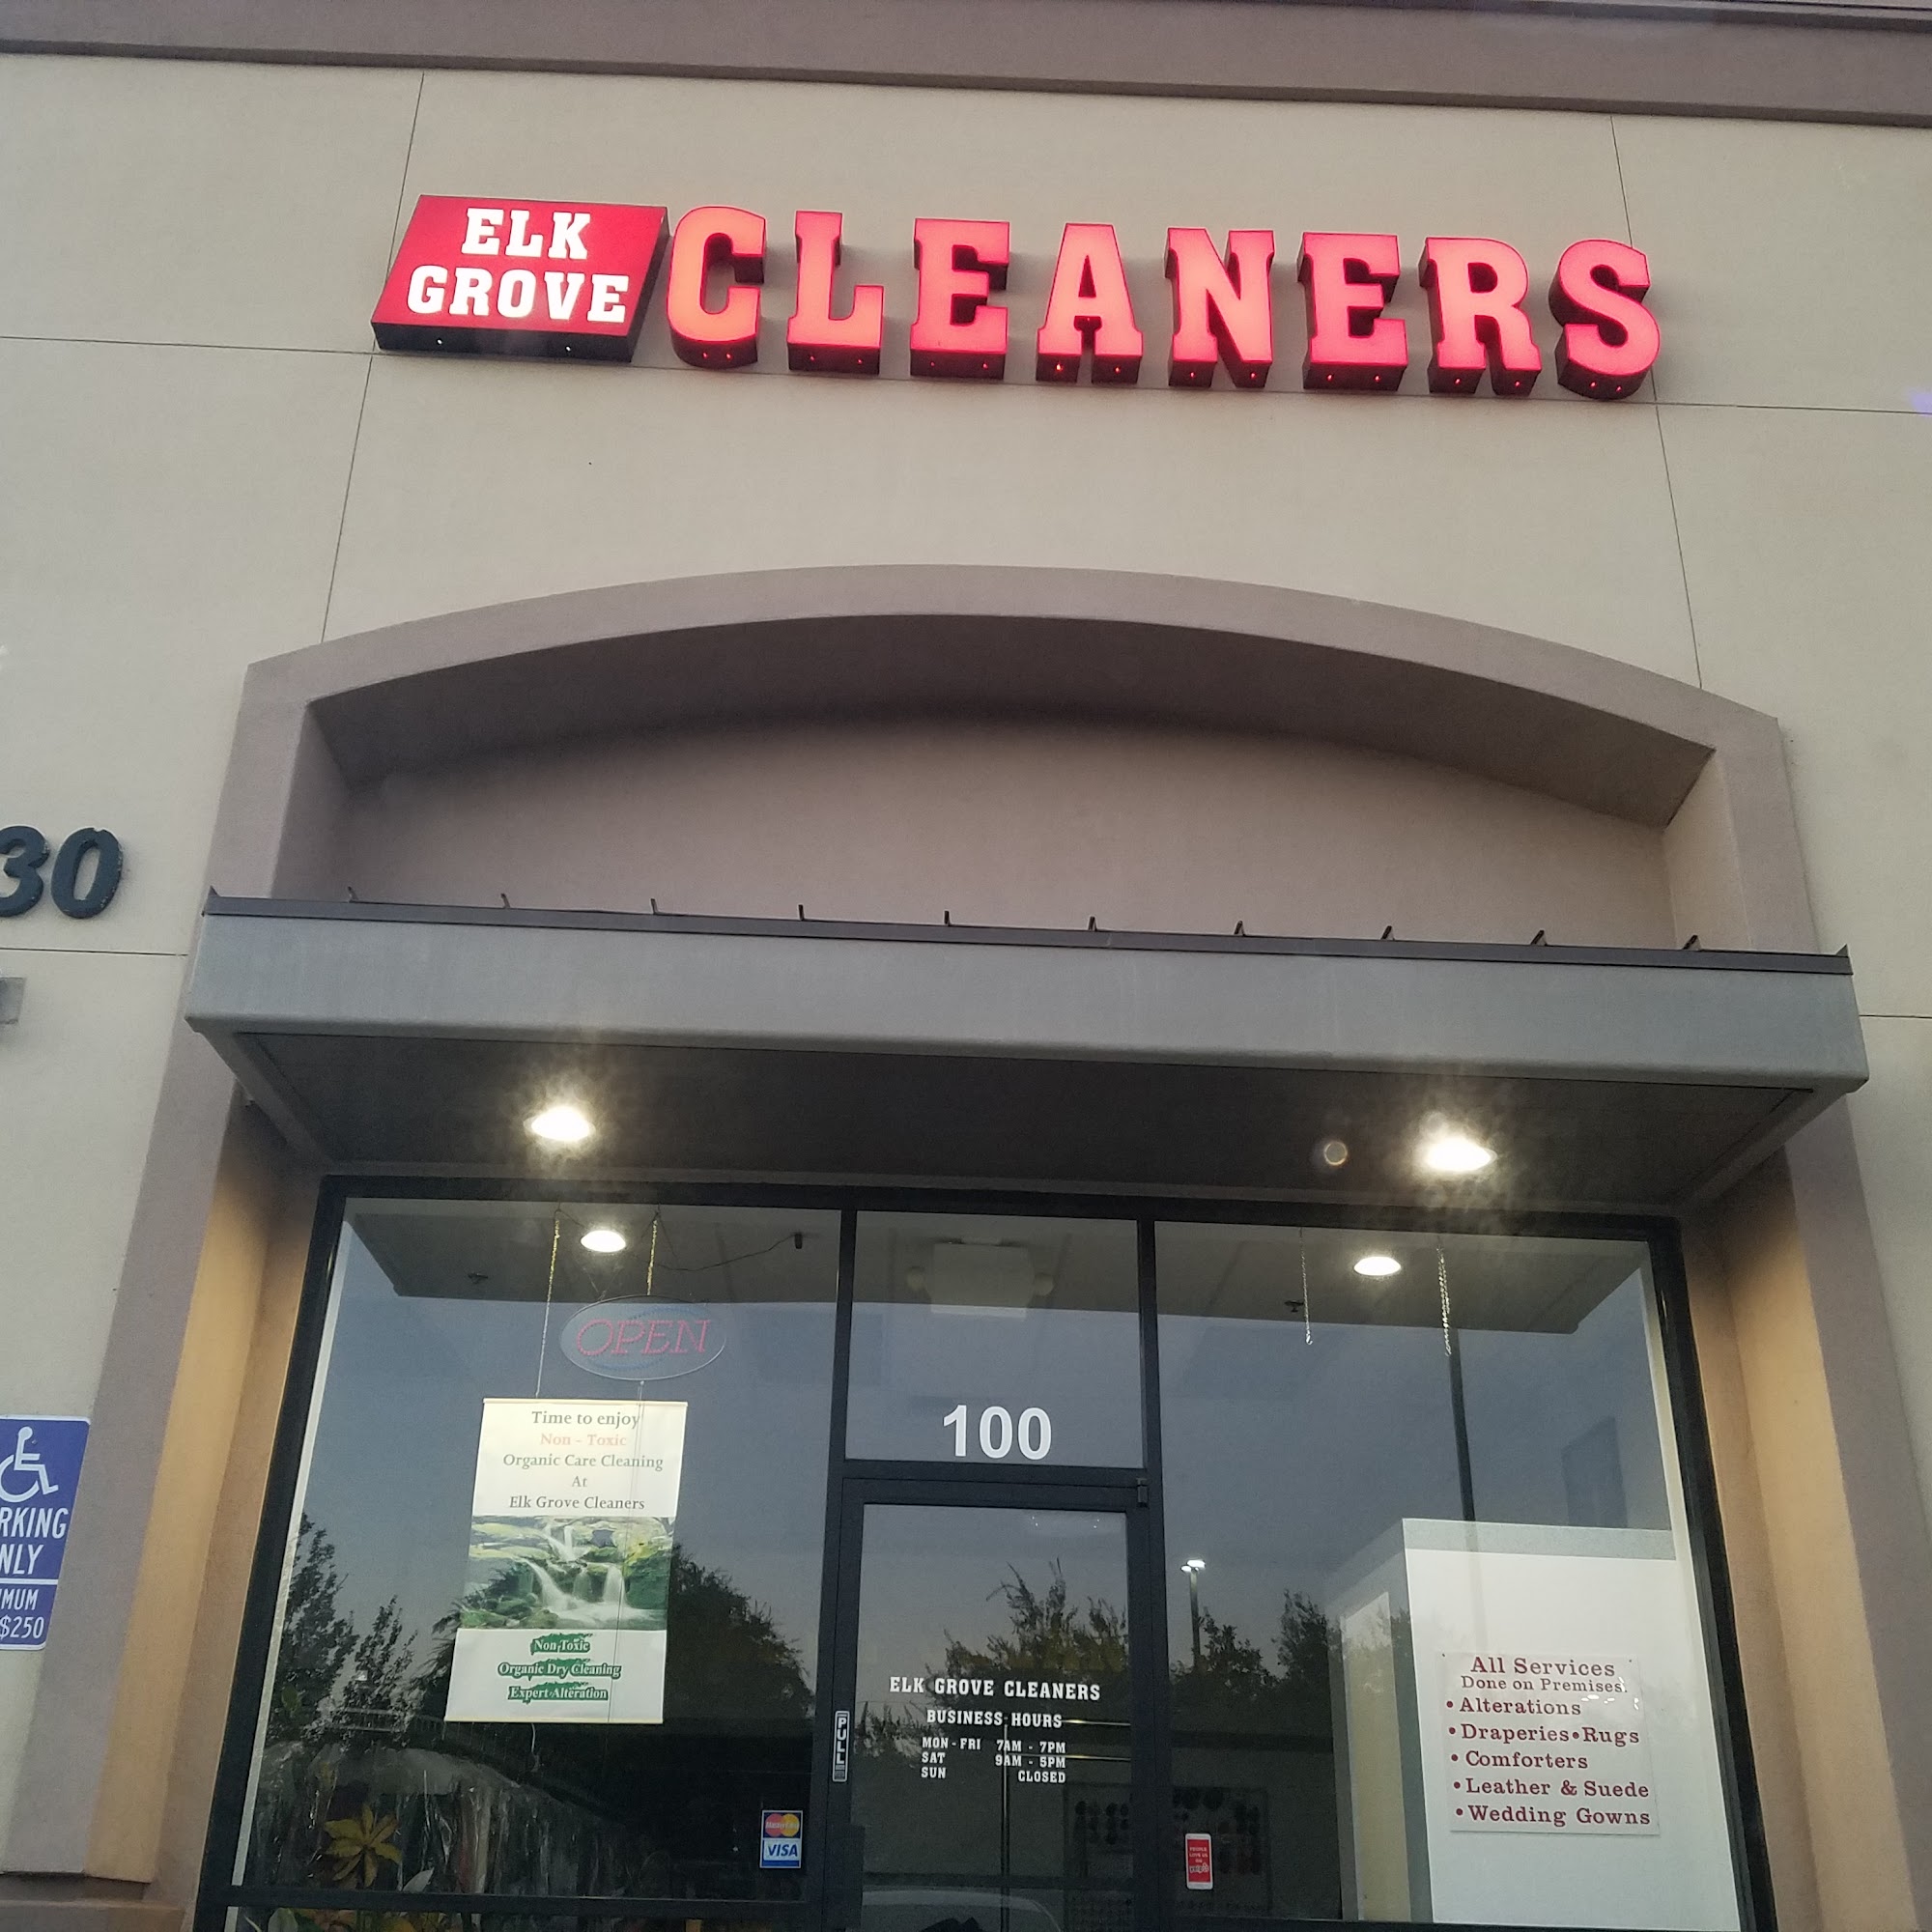 ELK
GROVE
CLEANERS
30
OPEN
Time to enjoy
Non - Toxic
Organic Care Cleaning
At
Elk Grove Cleaners
Non Toxic
Organic Dry Cleaning
Expert Alteration
100
RKING
NLY
MUM
$250
PULL
ELK GROVE CLEANERS
BUSINESS HOURS
MON - FRI 7AM - 7PM
SAT 9AM - 5PM
SUN CLOSED
MasterCard
VISA
All Services
Done on Premises
• Alterations
• Draperies • Rugs
• Comforters
• Leather & Suede
• Wedding Gowns